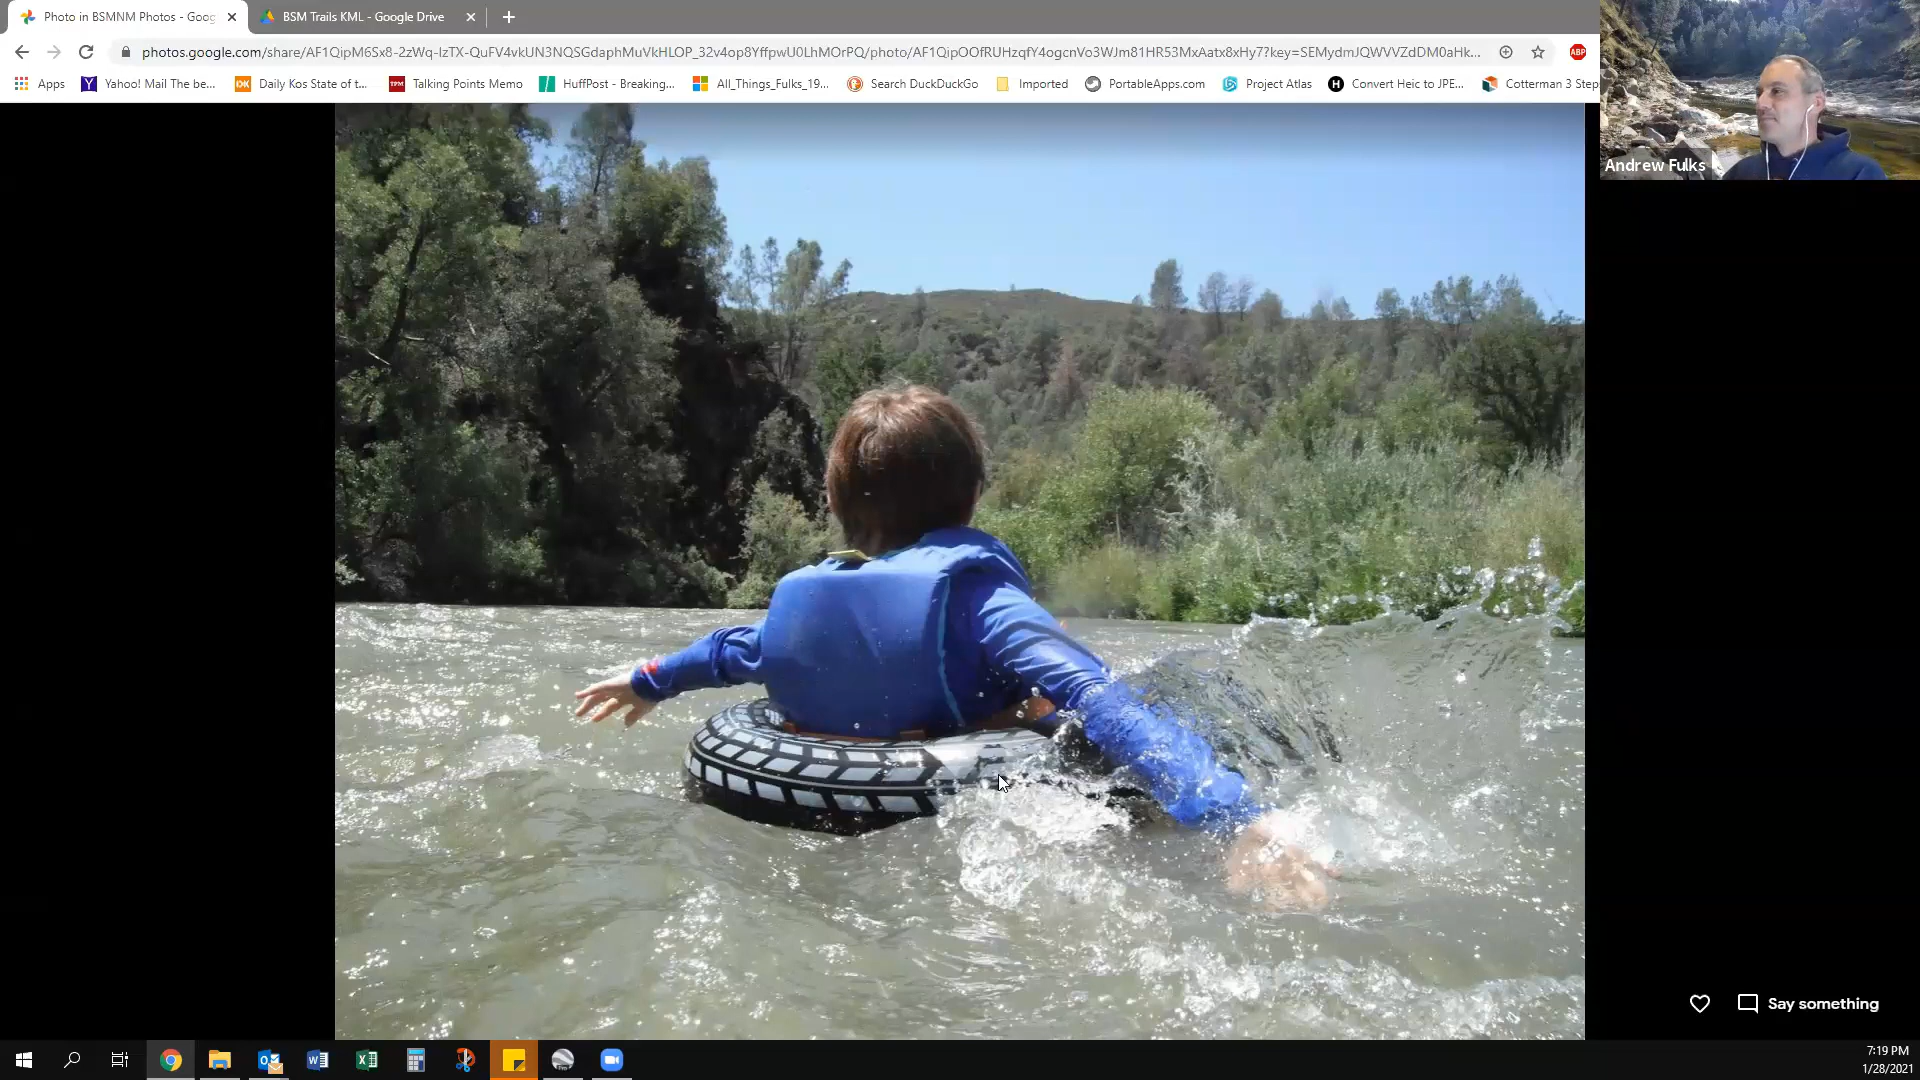 Photo in BSMNM Photos - Goog
BSM Trails KML - Google Drive
photos.google.com/share/AF1QipM6Sx8-2zWq-IzTX-QuFV4vkUN3NQSGdaphMuVkHLOP_32v4op8YffpwU0LhMOrPQ/photo/AF1QipOOfRUHzqfY4ogcnVo3WJm81HR53MxAatx8xHy7?key=SEMydmJQWVVZdDM0aHk...
ABP
Apps
Yahoo! Mail The be...
DK
Daily Kos State of t...
TPM
Talking Points Memo
HuffPost - Breaking...
All_Things_Fulks_19...
Search DuckDuckGo
Imported
PortableApps.com
Project Atlas
H
Convert Heic to JPE...
Cotterman 3 Step
Andrew Fulks
Say something
7:19 PM
1/28/2021